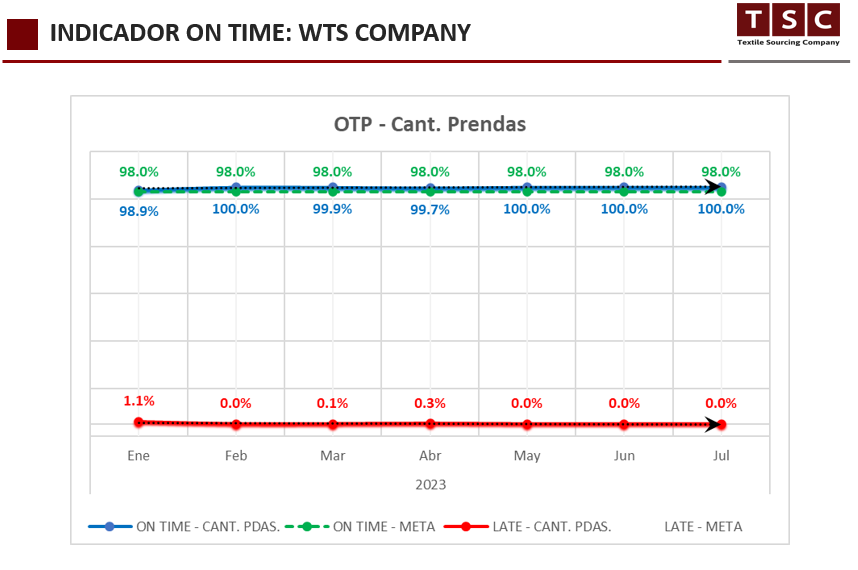 INDICADOR ON TIME: WTS COMPANY
TSC
Textile Sourcing Company
OTP - Cant. Prendas
98.0% 98.0% 98.0% 98.0% 98.0% 98.0% 98.0%
98.9% 100.0% 99.9% 99.7% 100.0% 100.0% 100.0%
1.1% 0.0% 0.1% 0.3% 0.0% 0.0% 0.0%
Ene Feb Mar Abr May Jun Jul
2023
ON TIME - CANT. PDAS. ON TIME - META LATE - CANT. PDAS. LATE - META